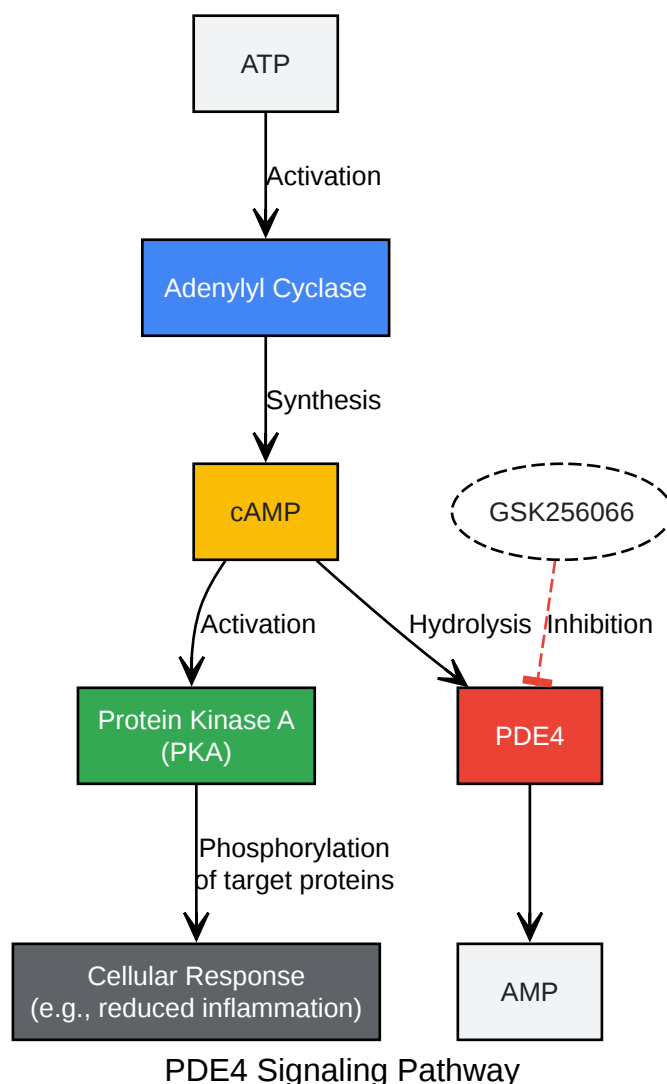 ATP
Activation
Adenylyl Cyclase
Synthesis
cAMP
GSK256066
Activation
Hydrolysis
Inhibition
Protein Kinase A
(PKA)
PDE4
Phosphorylation
of target proteins
Cellular Response
(e.g., reduced inflammation)
AMP
PDE4 Signaling Pathway